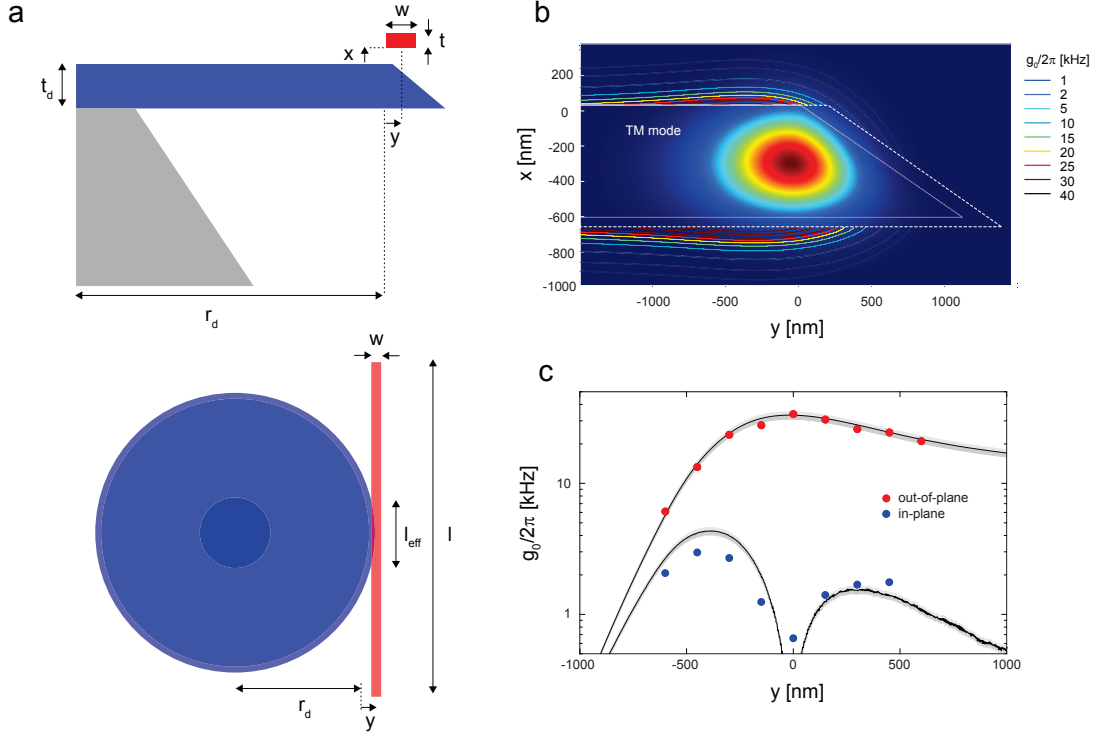 a
w
t
x
t_d
y
r_d
w
l_eff
l
r_d
y
b
g_0/2π [kHz]
TM mode
1
2
5
10
15
20
25
30
40
x [nm]
200
0
-200
-400
-600
-800
-1000
-1000
-500
0
500
1000
y [nm]
c
g_0/2π [kHz]
10
1
out-of-plane
in-plane
-1000
-500
0
500
1000
y [nm]